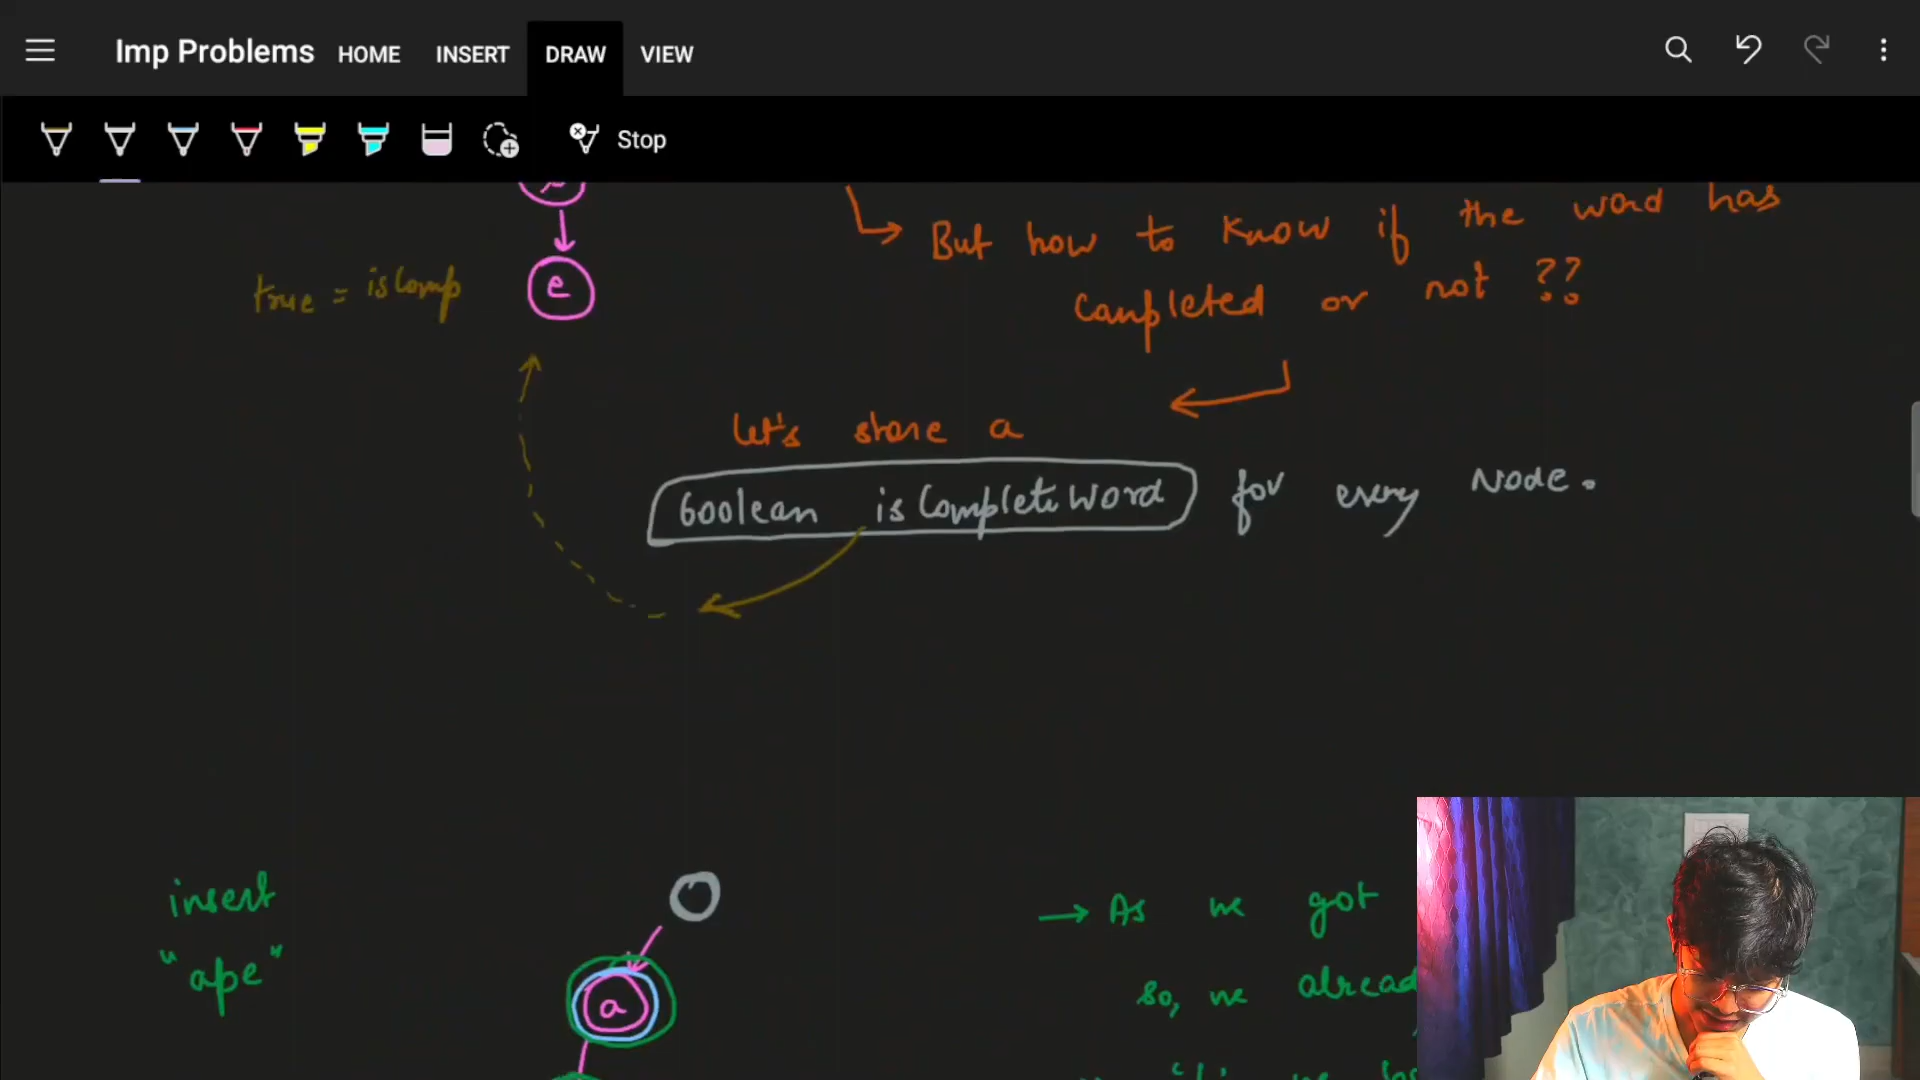 Imp Problems HOME INSERT DRAW VIEW
Stop
But how to know if the word has
completed or not ??
true = isComp
e
let's store a
boolean isCompleteWord for every Node.
insert
"ape"
a
→ As we got
so, we alread